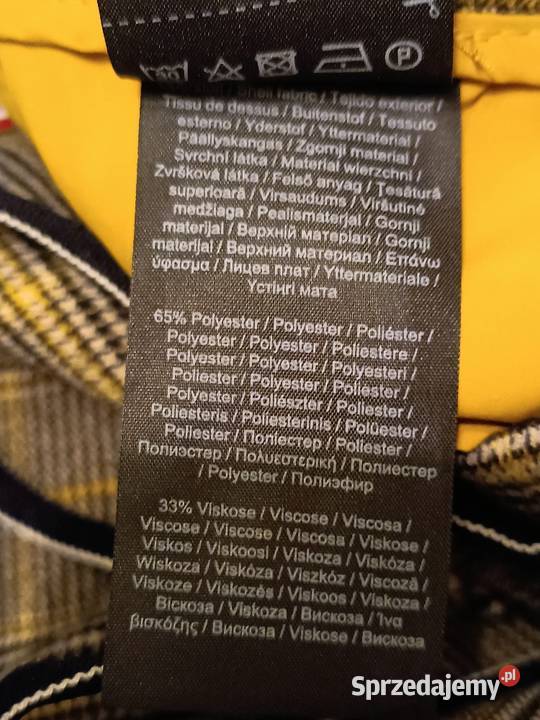 40 P
Shell fabric / Tejido exterior /
Tissu de dessus / Buitenstof / Tessuto
esterno / Yderstof / Yttermaterial /
Päällyskangas / Zgornji material /
Svrchní látka / Material wierzchni /
Zvršková látka / Felső anyag / Țesătură
superioară / Virsaudums / Viršutinė
medžiaga / Pealismaterjal / Gornji
materijal / Верхній матеріал / Gornji
materijal / Верхний материал / Επάνω
ύφασμα / Лицев плат / Yttermateriale /
Үстіңгі мата
65% Polyester / Polyester / Poliéster /
Polyester / Polyester / Poliestere /
Polyester / Polyester / Polyesteri /
Poliester / Polyester / Poliester /
Polyester / Poliészter / Poliester /
Poliesteris / Poliesterinis / Polüester /
Poliester / Поліестер / Poliester /
Полиэстер / Πολυεστερική / Полиестер
/ Polyester / Полиэфир
33% Viskose / Viscose / Viscosa /
Viscose / Viscose / Viscosa / Viskose /
Viskos / Viskoosi / Viskoza / Viskóza /
Wiskoza / Viskóza / Viszkóz / Viscoză /
Viskoze / Viskozės / Viskoos / Viskoza /
Віскоза / Viskoza / Вискоза / Ίνα
βισκόζης / Вискоза / Viskose / Вискоза
Sprzedajemy.pl